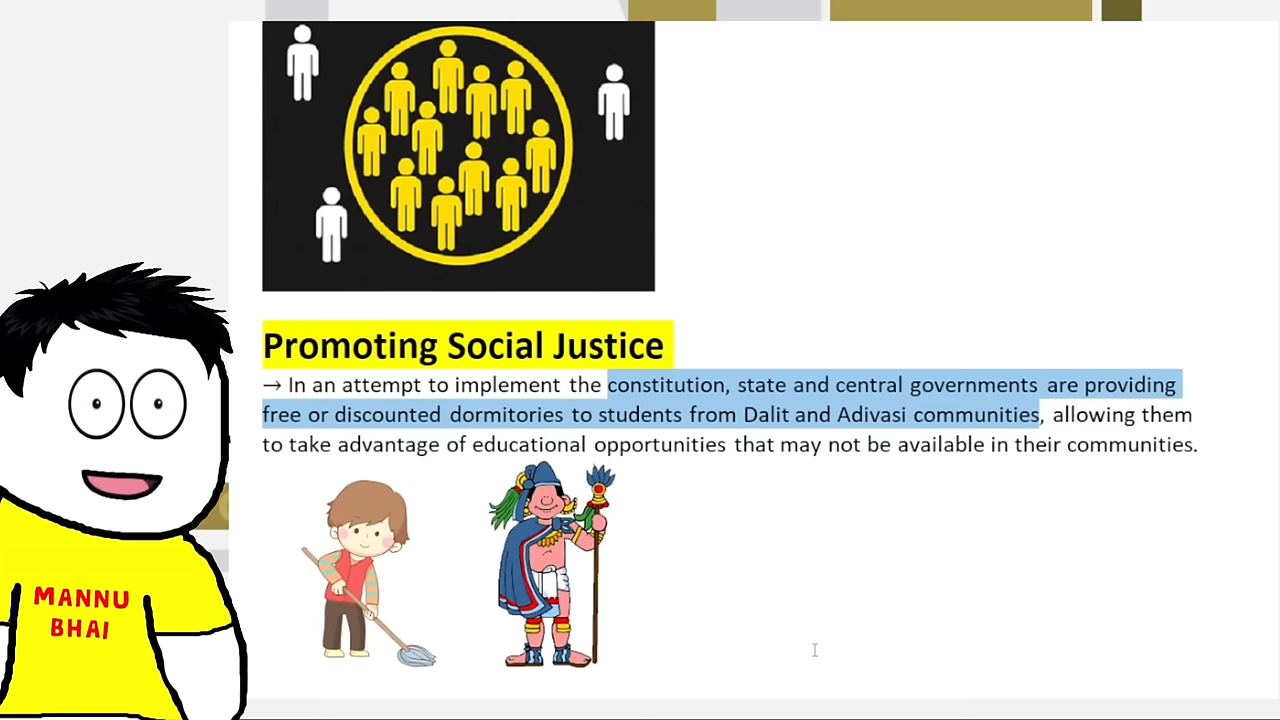 Promoting Social Justice
→ In an attempt to implement the constitution, state and central governments are providing
free or discounted dormitories to students from Dalit and Adivasi communities, allowing them
to take advantage of educational opportunities that may not be available in their communities.
MANNU
BHAI